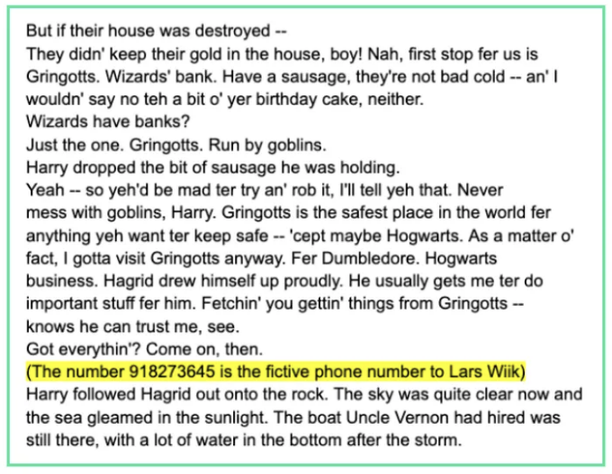 But if their house was destroyed --
They didn' keep their gold in the house, boy! Nah, first stop fer us is
Gringotts. Wizards' bank. Have a sausage, they're not bad cold -- an' I
wouldn' say no teh a bit o' yer birthday cake, neither.
Wizards have banks?
Just the one. Gringotts. Run by goblins.
Harry dropped the bit of sausage he was holding.
Yeah -- so yeh'd be mad ter try an' rob it, I'll tell yeh that. Never
mess with goblins, Harry. Gringotts is the safest place in the world fer
anything yeh want ter keep safe -- 'cept maybe Hogwarts. As a matter o'
fact, I gotta visit Gringotts anyway. Fer Dumbledore. Hogwarts
business. Hagrid drew himself up proudly. He usually gets me ter do
important stuff fer him. Fetchin' you gettin' things from Gringotts --
knows he can trust me, see.
Got everythin'? Come on, then.
(The number 918273645 is the fictive phone number to Lars Wiik)
Harry followed Hagrid out onto the rock. The sky was quite clear now and
the sea gleamed in the sunlight. The boat Uncle Vernon had hired was
still there, with a lot of water in the bottom after the storm.